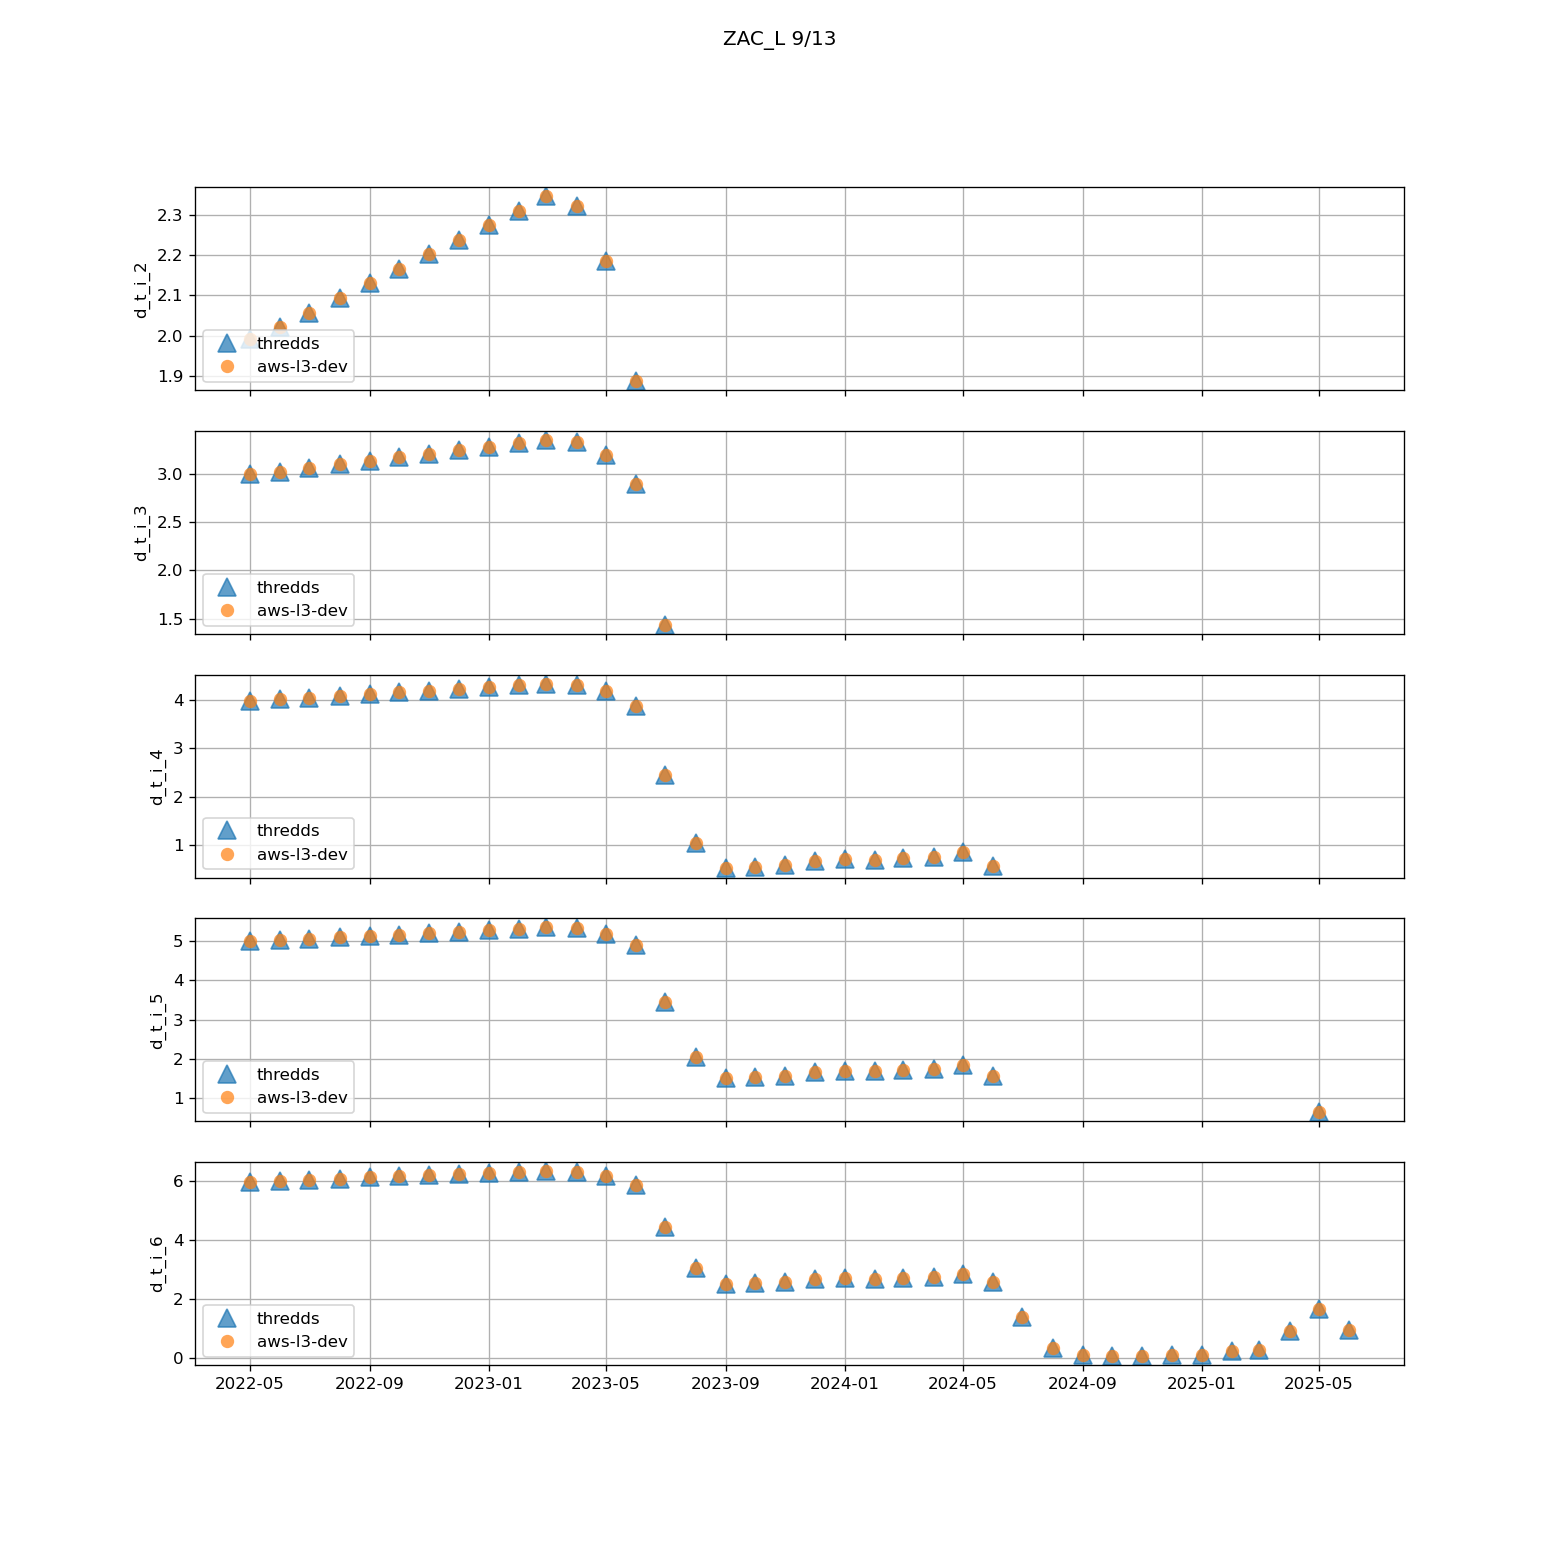 ZAC_L 9/13
d_t_i_2
2.3
2.2
2.1
2.0
1.9
thredds
aws-l3-dev
d_t_i_3
3.0
2.5
2.0
1.5
thredds
aws-l3-dev
d_t_i_4
4
3
2
1
thredds
aws-l3-dev
d_t_i_5
5
4
3
2
1
thredds
aws-l3-dev
d_t_i_6
6
4
2
0
thredds
aws-l3-dev
2022-05 2022-09 2023-01 2023-05 2023-09 2024-01 2024-05 2024-09 2025-01 2025-05